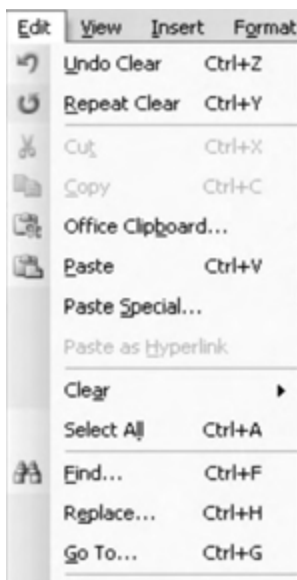 Edit View Insert Format
Undo Clear Ctrl+Z
Repeat Clear Ctrl+Y
Cut Ctrl+X
Copy Ctrl+C
Office Clipboard...
Paste Ctrl+V
Paste Special...
Paste as Hyperlink
Clear
Select All Ctrl+A
Find... Ctrl+F
Replace... Ctrl+H
Go To... Ctrl+G